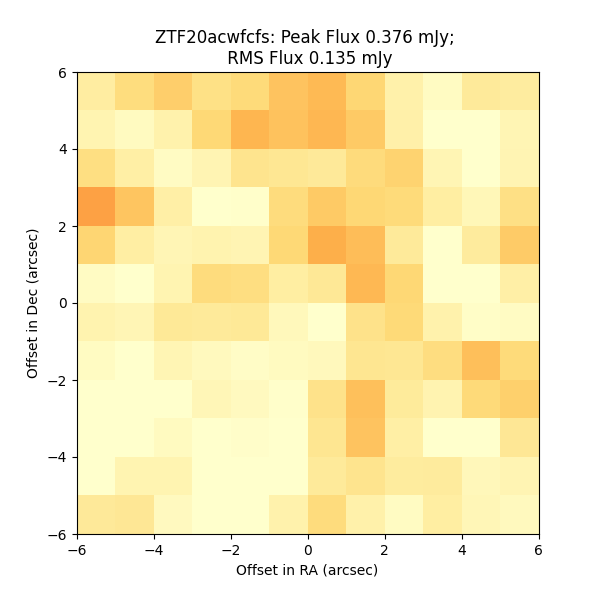 ZTF20acwfcfs: Peak Flux 0.376 mJy;
RMS Flux 0.135 mJy
6
4
2
0
−2
−4
−6
Offset in Dec (arcsec)
−6 −4 −2 0 2 4 6
Offset in RA (arcsec)